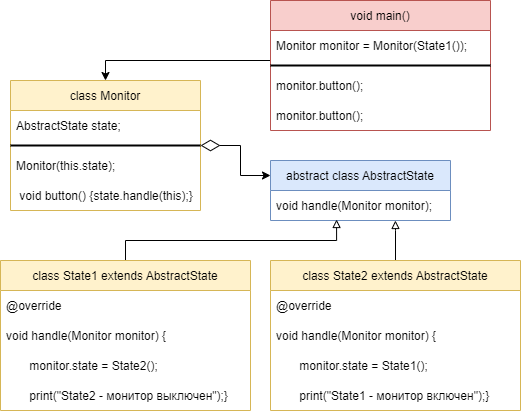 void main()
Monitor monitor = Monitor(State1());
monitor.button();
monitor.button();
class Monitor
AbstractState state;
Monitor(this.state);
void button() {state.handle(this);}
abstract class AbstractState
void handle(Monitor monitor);
class State1 extends AbstractState
@override
void handle(Monitor monitor) {
monitor.state = State2();
print("State2 - монитор выключен");}
class State2 extends AbstractState
@override
void handle(Monitor monitor) {
monitor.state = State1();
print("State1 - монитор включен");}